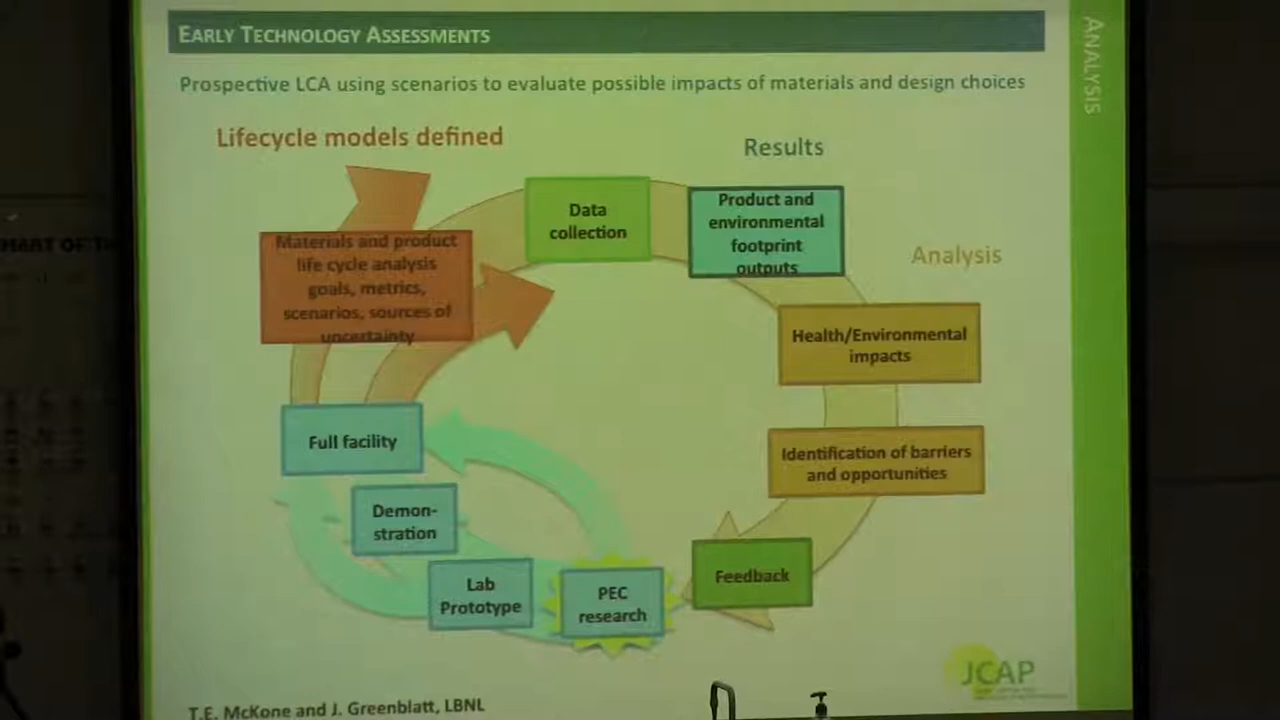 EARLY TECHNOLOGY ASSESSMENTS
ANALYSIS
Prospective LCA using scenarios to evaluate possible impacts of materials and design choices
Lifecycle models defined
Results
Data
collection
Product and
environmental
footprint
outputs
Materials and product
life cycle analysis
goals, metrics,
scenarios, sources of
uncertainty
Analysis
Health/Environmental
impacts
Full facility
Identification of barriers
and opportunities
Demon-
stration
Lab
Prototype
PEC
research
Feedback
JCAP
T.E. McKone and J. Greenblatt, LBNL